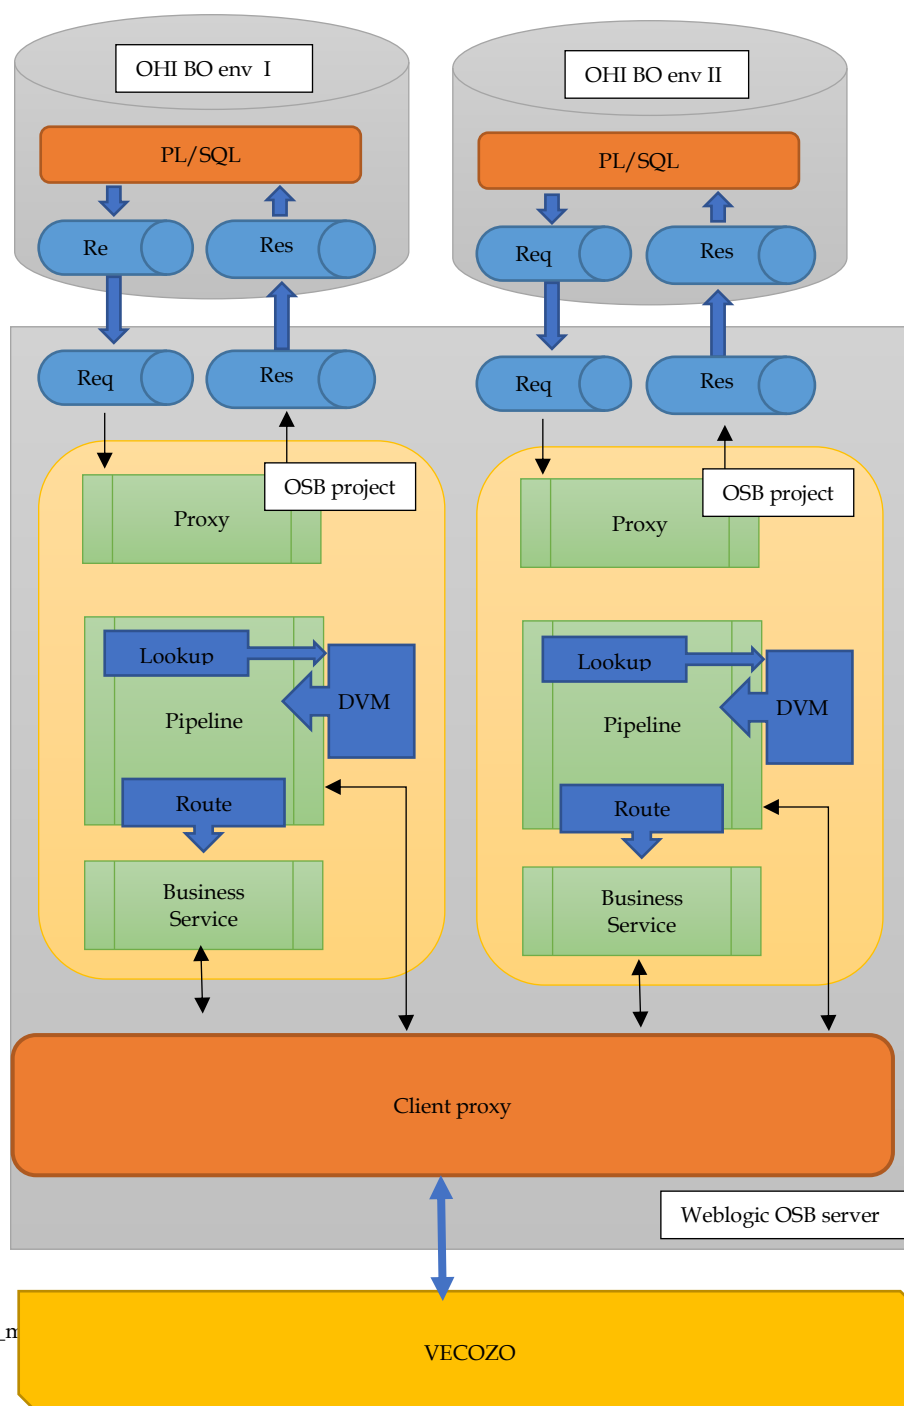 OHI BO env I
OHI BO env II
PL/SQL
PL/SQL
Re
Res
Req
Res
Req
Res
Req
Res
OSB project
OSB project
Proxy
Proxy
Lookup
Lookup
DVM
DVM
Pipeline
Pipeline
Route
Route
Business
Service
Business
Service
Client proxy
Weblogic OSB server
VECOZO